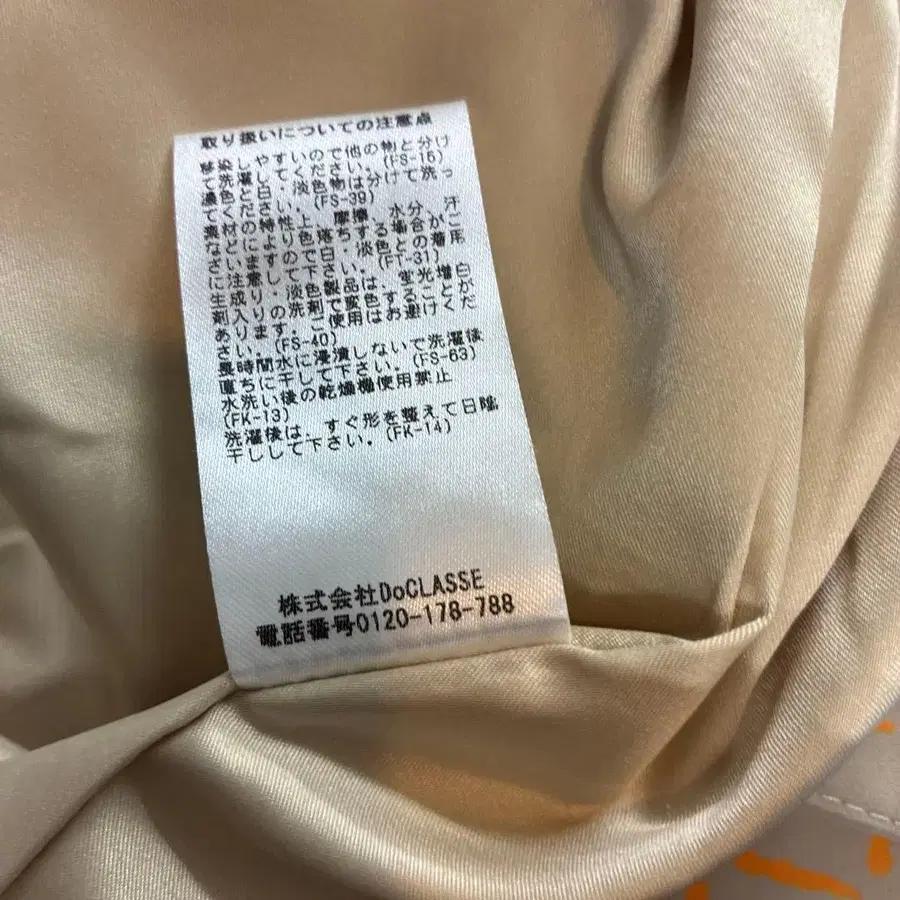 取り扱いについての注意点
移染しやすいので他の物と分け
て洗濯してください。(FS-16)
濃色と白・淡色物は分けて洗っ
てください。(FS-39)
素材の特性上、摩擦、水分、汗
などにより色落ちする場合がご
ざいますので白・淡色との着用
に注意して下さい。(FT-31)
生成り・淡色製品は、蛍光増白
剤入りの洗剤で変色することが
あります。ご使用はお避けくだ
さい。(FS-40)
長時間水に浸漬しないで洗濯後
直ちに干して下さい。(FS-63)
水洗い後の乾燥機使用禁止
(FK-13)
洗濯後は、すぐ形を整えて日陰
干しして下さい。(FK-14)
株式会社DoCLASSE
電話番号0120-178-788